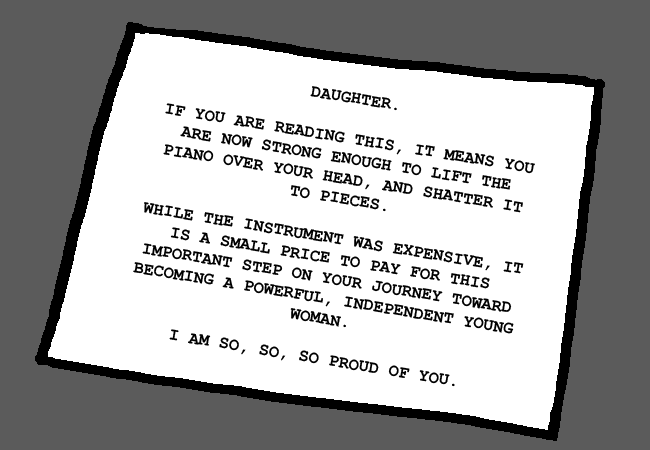 DAUGHTER.
IF YOU ARE READING THIS, IT MEANS YOU
ARE NOW STRONG ENOUGH TO LIFT THE
PIANO OVER YOUR HEAD, AND SHATTER IT
TO PIECES.
WHILE THE INSTRUMENT WAS EXPENSIVE, IT
IS A SMALL PRICE TO PAY FOR THIS
IMPORTANT STEP ON YOUR JOURNEY TOWARD
BECOMING A POWERFUL, INDEPENDENT YOUNG
WOMAN.
I AM SO, SO, SO PROUD OF YOU.